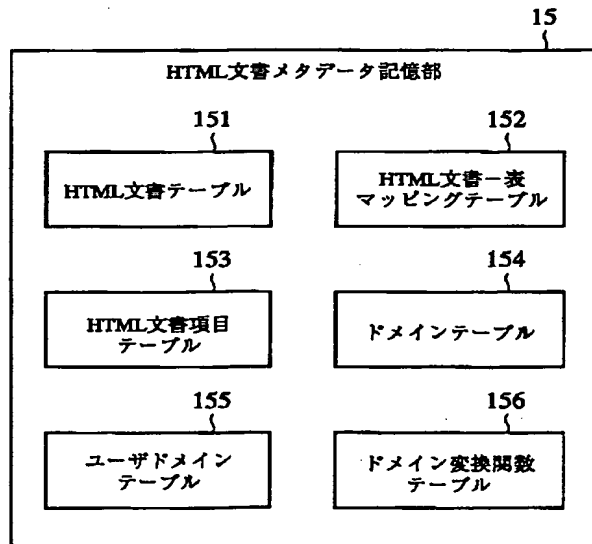 15
HTML文書メタデータ記憶部
151
152
HTML文書テーブル
HTML文書－表
マッピングテーブル
153
154
HTML文書項目
テーブル
ドメインテーブル
155
156
ユーザドメイン
テーブル
ドメイン変換関数
テーブル